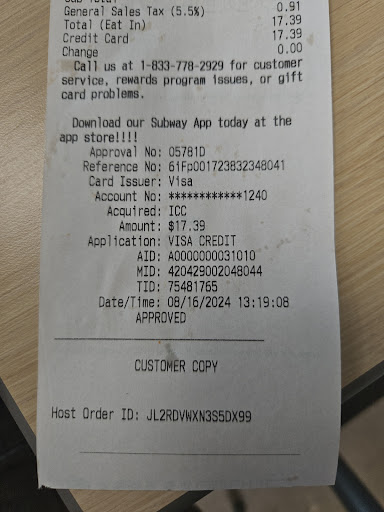 Sub Total
General Sales Tax (5.5%) 0.91
Total (Eat In) 17.39
Credit Card 17.39
Change 0.00
Call us at 1-833-778-2929 for customer
service, rewards program issues, or gift
card problems.
Download our Subway App today at the
app store!!!!
Approval No: 05781D
Reference No: 6iFp001723832348041
Card Issuer: Visa
Account No: ************1240
Acquired: ICC
Amount: $17.39
Application: VISA CREDIT
AID: A0000000031010
MID: 420429002048044
TID: 75481765
Date/Time: 08/16/2024 13:19:08
APPROVED
CUSTOMER COPY
Host Order ID: JL2RDVWXN3S5DX99